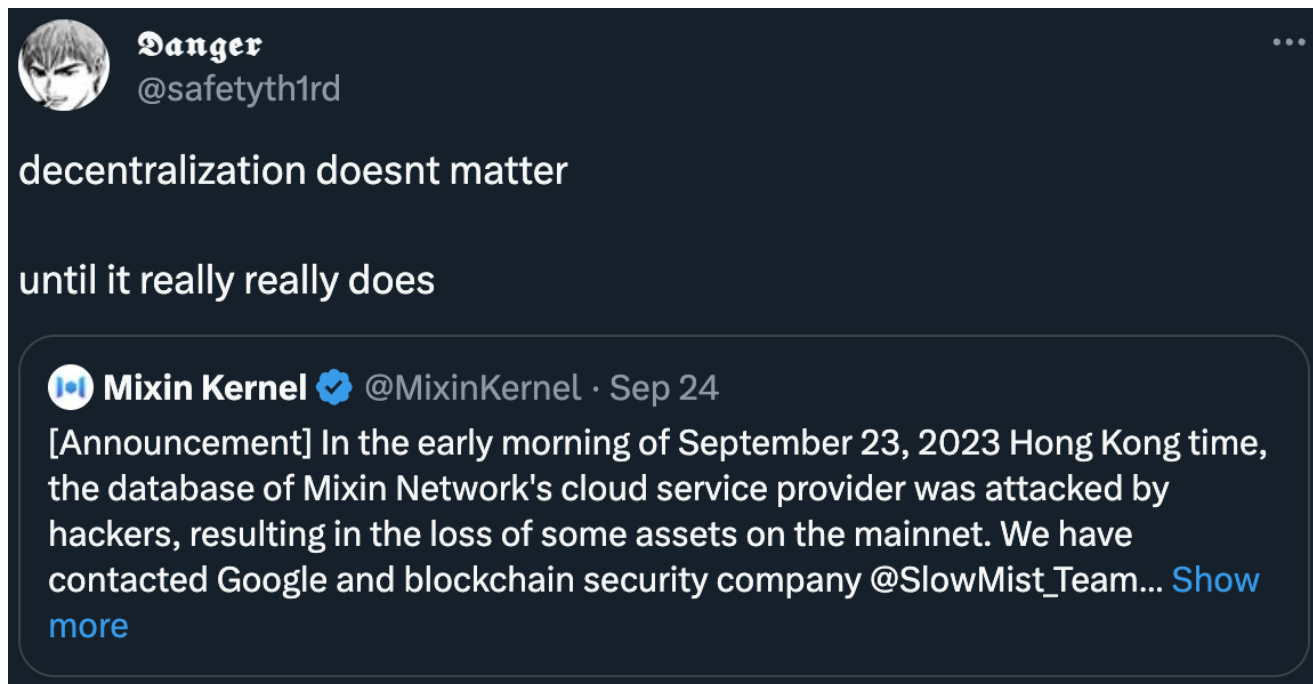 Danger
@safetyth1rd
decentralization doesnt matter
until it really really does
Mixin Kernel @MixinKernel · Sep 24
[Announcement] In the early morning of September 23, 2023 Hong Kong time,
the database of Mixin Network's cloud service provider was attacked by
hackers, resulting in the loss of some assets on the mainnet. We have
contacted Google and blockchain security company @SlowMist_Team... Show
more